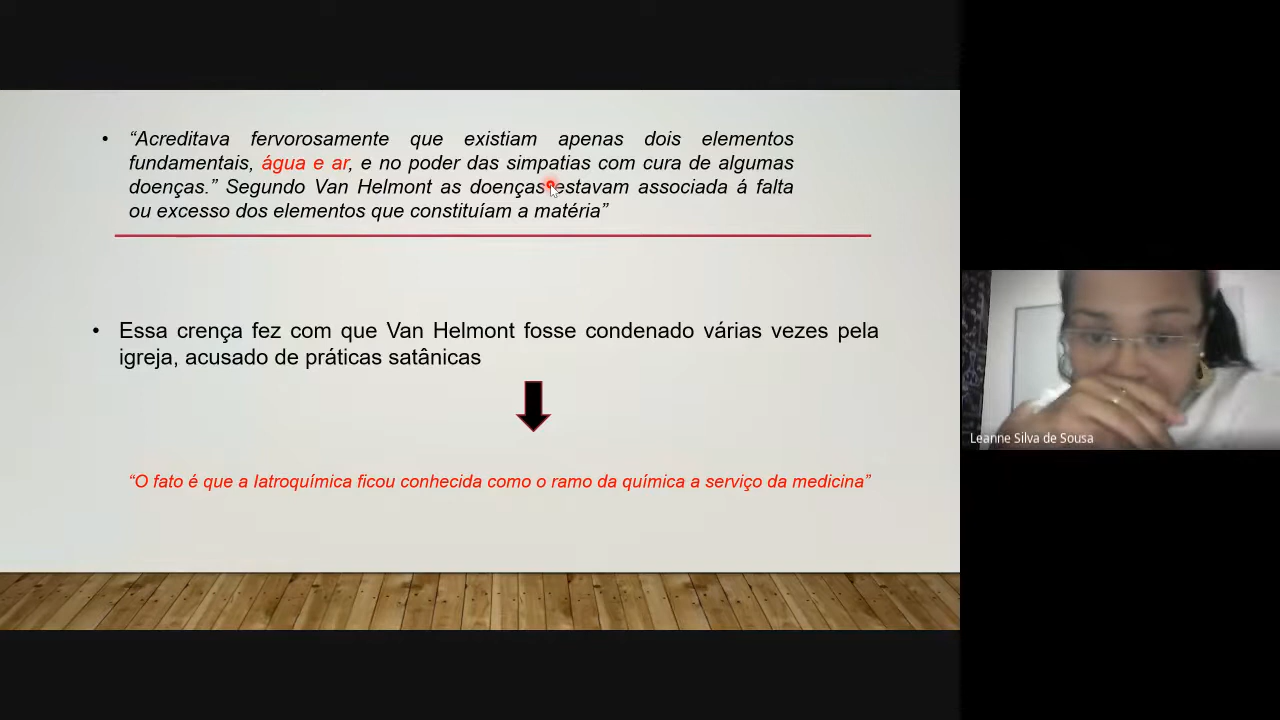 • “Acreditava fervorosamente que existiam apenas dois elementos
fundamentais, água e ar, e no poder das simpatias com cura de algumas
doenças.” Segundo Van Helmont as doenças estavam associada á falta
ou excesso dos elementos que constituíam a matéria”
• Essa crença fez com que Van Helmont fosse condenado várias vezes pela
igreja, acusado de práticas satânicas
“O fato é que a Iatroquímica ficou conhecida como o ramo da química a serviço da medicina”
Leanne Silva de Sousa